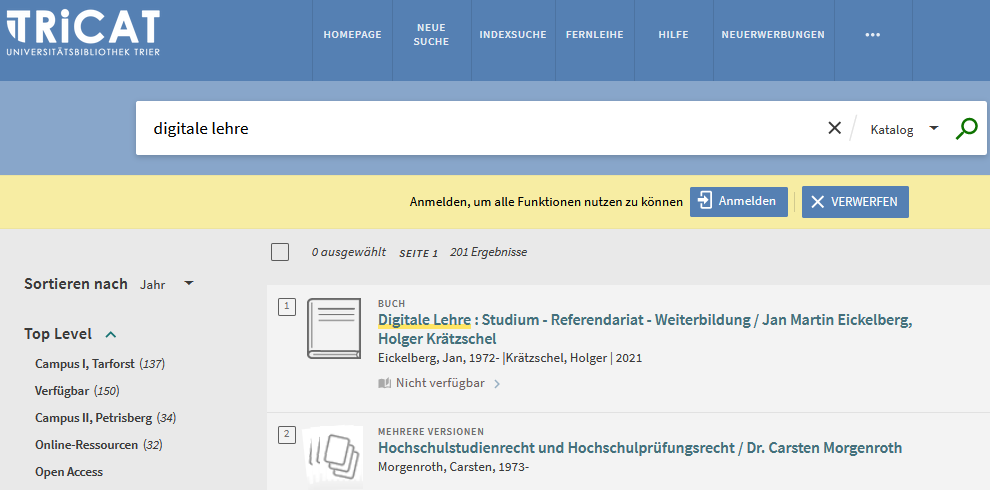 TRiCAT
UNIVERSITÄTSBIBLIOTHEK TRIER
HOMEPAGE
NEUE
SUCHE
INDEXSUCHE
FERNLEIHE
HILFE
NEUERWERBUNGEN
digitale lehre
Katalog
Anmelden, um alle Funktionen nutzen zu können
Anmelden
VERWERFEN
0 ausgewählt SEITE 1 201 Ergebnisse
Sortieren nach Jahr
Top Level
Campus I, Tarforst (137)
Verfügbar (150)
Campus II, Petrisberg (34)
Online-Ressourcen (32)
Open Access
1
BUCH
Digitale Lehre : Studium - Referendariat - Weiterbildung / Jan Martin Eickelberg,
Holger Krätzschel
Eickelberg, Jan, 1972- |Krätzschel, Holger | 2021
Nicht verfügbar
2
MEHRERE VERSIONEN
Hochschulstudienrecht und Hochschulprüfungsrecht / Dr. Carsten Morgenroth
Morgenroth, Carsten, 1973-